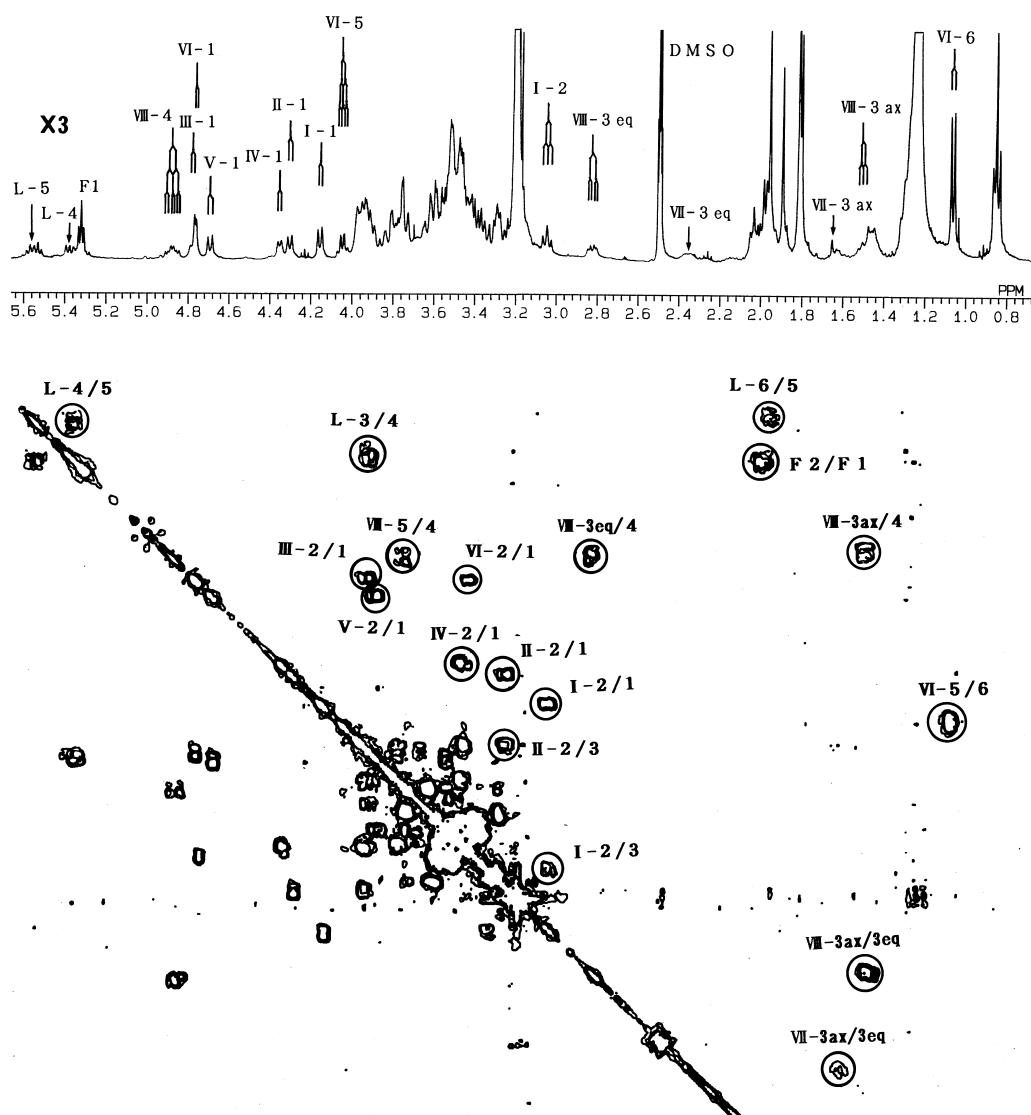 VI-5
VI-1
DMSO
VI-6
I-2
II-1
VIII-4
X3
III-1
VIII-3 eq
VIII-3 ax
I-1
V-1
IV-1
L-5
F1
L-4
VII-3 eq
VII-3 ax
PPM
5.6 5.4 5.2 5.0 4.8 4.6 4.4 4.2 4.0 3.8 3.6 3.4 3.2 3.0 2.8 2.6 2.4 2.2 2.0 1.8 1.6 1.4 1.2 1.0 0.8
L-4/5
L-6/5
L-3/4
F2/F1
VIII-5/4
VIII-3eq/4
VIII-3ax/4
III-2/1
VI-2/1
V-2/1
IV-2/1
II-2/1
I-2/1
VI-5/6
II-2/3
I-2/3
VIII-3ax/3eq
VII-3ax/3eq